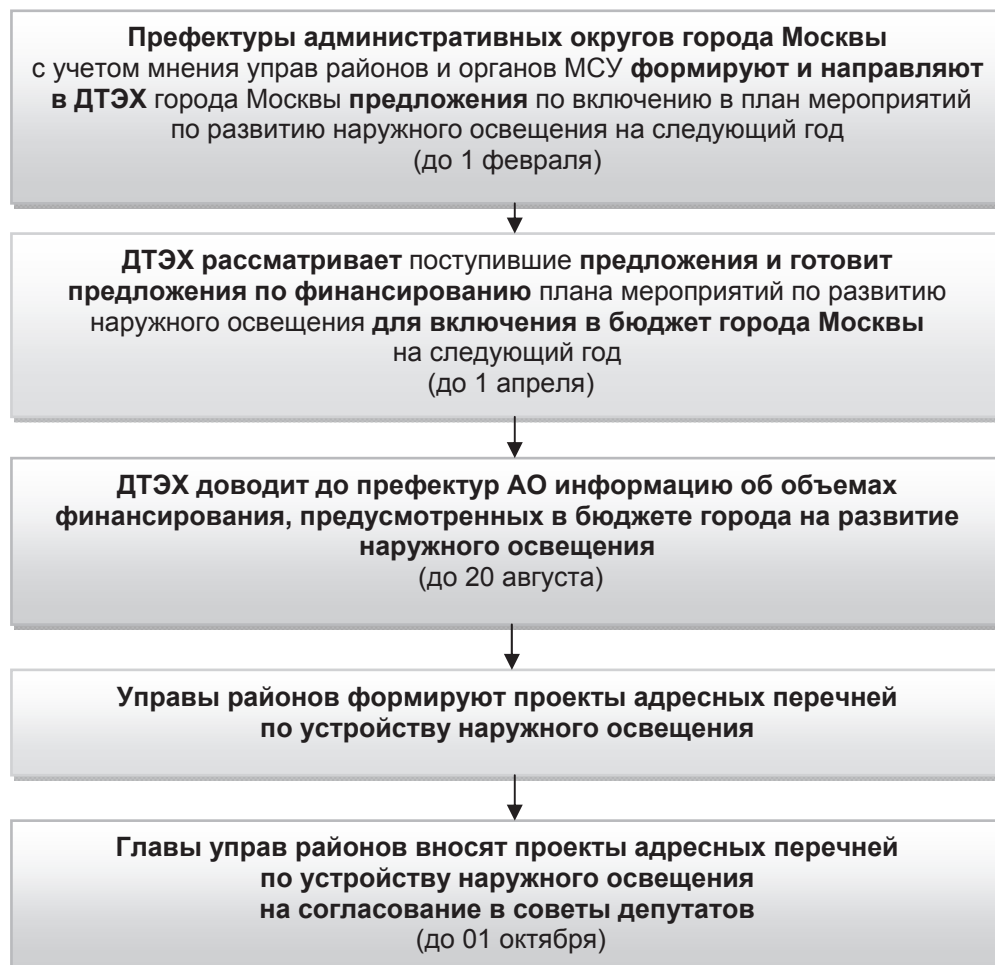 Префектуры административных округов города Москвы
с учетом мнения управ районов и органов МСУ формируют и направляют
в ДТЭХ города Москвы предложения по включению в план мероприятий
по развитию наружного освещения на следующий год
(до 1 февраля)
ДТЭХ рассматривает поступившие предложения и готовит
предложения по финансированию плана мероприятий по развитию
наружного освещения для включения в бюджет города Москвы
на следующий год
(до 1 апреля)
ДТЭХ доводит до префектур АО информацию об объемах
финансирования, предусмотренных в бюджете города на развитие
наружного освещения
(до 20 августа)
Управы районов формируют проекты адресных перечней
по устройству наружного освещения
Главы управ районов вносят проекты адресных перечней
по устройству наружного освещения
на согласование в советы депутатов
(до 01 октября)